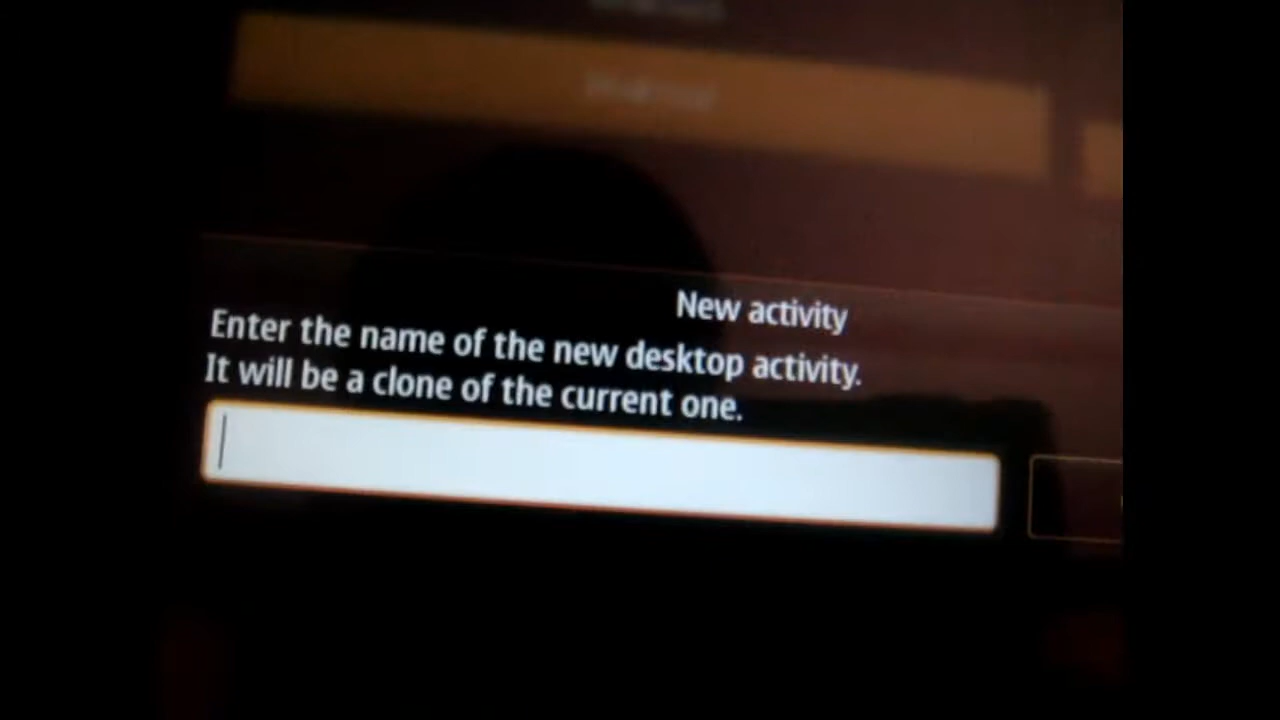 New activity
Enter the name of the new desktop activity.
It will be a clone of the current one.